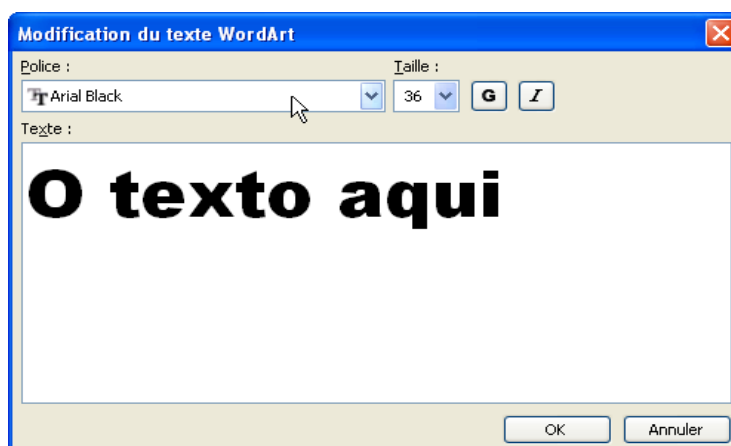 Modification du texte WordArt
Police : Taille :
Arial Black 36 G I
Texte :
O texto aqui
OK Annuler